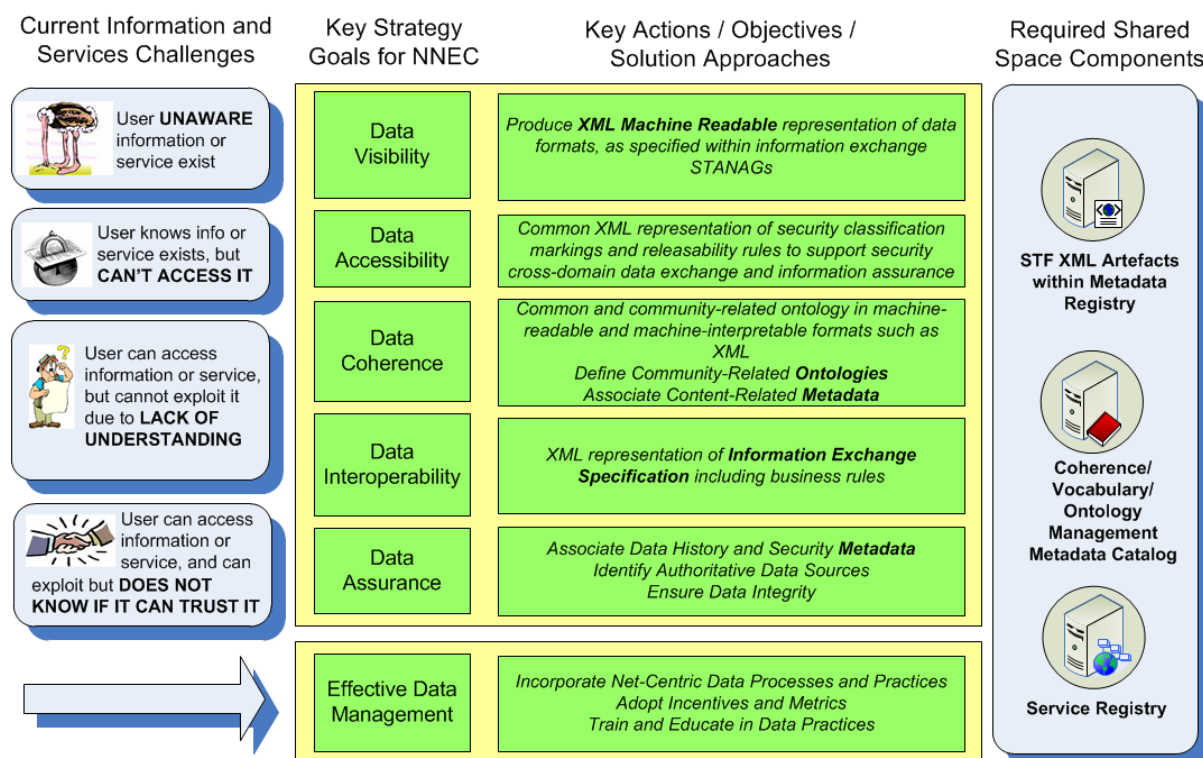 Current Information and
Services Challenges
Key Strategy
Goals for NNEC
Key Actions / Objectives /
Solution Approaches
Required Shared
Space Components
User UNAWARE
information or
service exist
User knows info or
service exists, but
CAN'T ACCESS IT
User can access
information or service,
but cannot exploit it
due to LACK OF
UNDERSTANDING
User can access
information or
service, and can
exploit but DOES NOT
KNOW IF IT CAN TRUST IT
Data
Visibility
Produce XML Machine Readable representation of data
formats, as specified within information exchange
STANAGs
Data
Accessibility
Common XML representation of security classification
markings and releasability rules to support security
cross-domain data exchange and information assurance
Data
Coherence
Common and community-related ontology in machine-
readable and machine-interpretable formats such as
XML
Define Community-Related Ontologies
Associate Content-Related Metadata
Data
Interoperability
XML representation of Information Exchange
Specification including business rules
Data
Assurance
Associate Data History and Security Metadata
Identify Authoritative Data Sources
Ensure Data Integrity
Effective Data
Management
Incorporate Net-Centric Data Processes and Practices
Adopt Incentives and Metrics
Train and Educate in Data Practices
STF XML Artefacts
within Metadata
Registry
Coherence/
Vocabulary/
Ontology
Management
Metadata Catalog
Service Registry